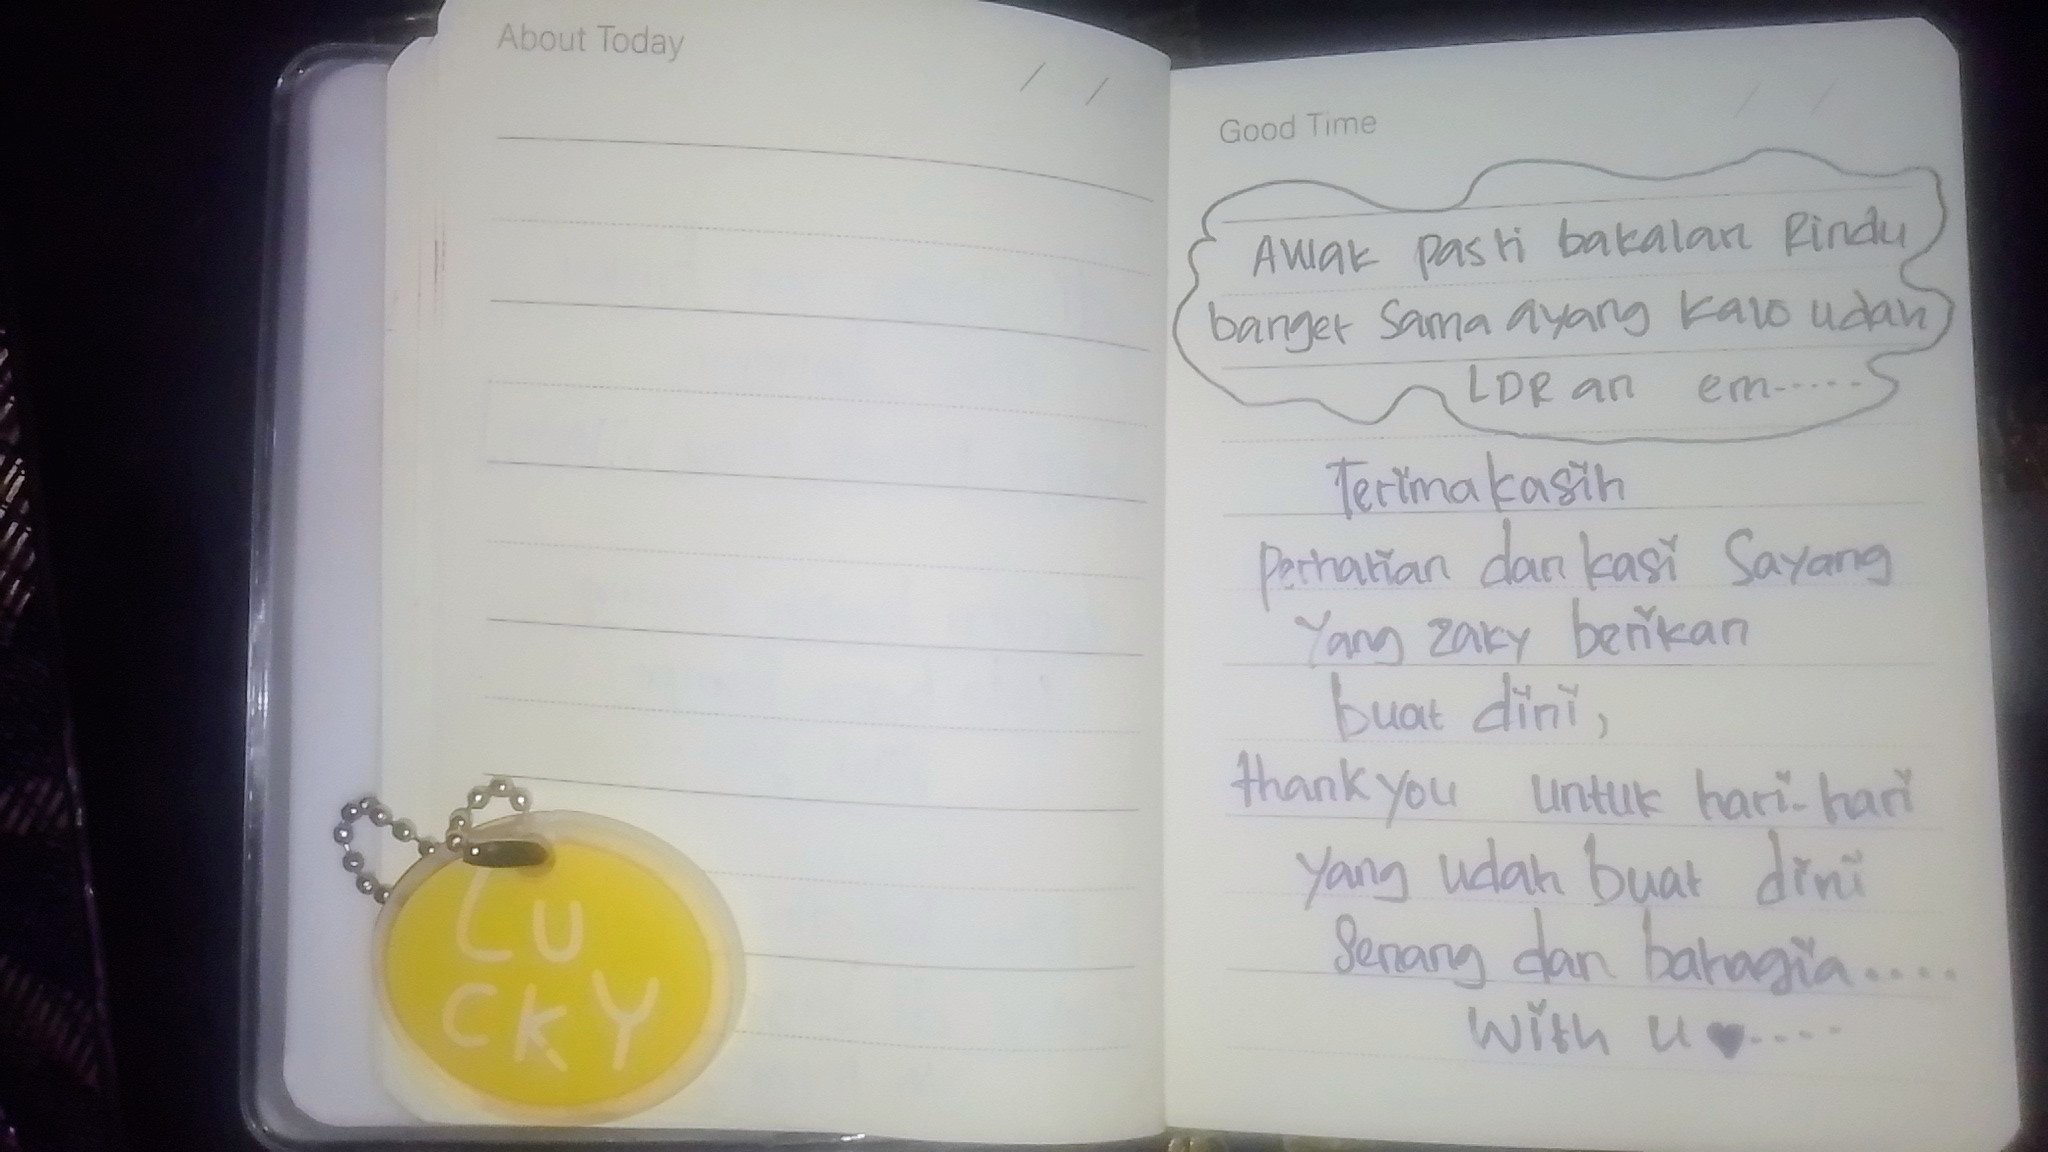 About Today
/ /
LU
CKY
Good Time
/ /
Awak pasti bakalan Rindu
banget Sama ayang kalo udah
LDR an em.....
Terimakasih
perhatian dan kasi Sayang
Yang zaky berikan
buat dini,
thank you untuk hari-hari
yang udah buat dini
Senang dan bahagia....
With u ♥....